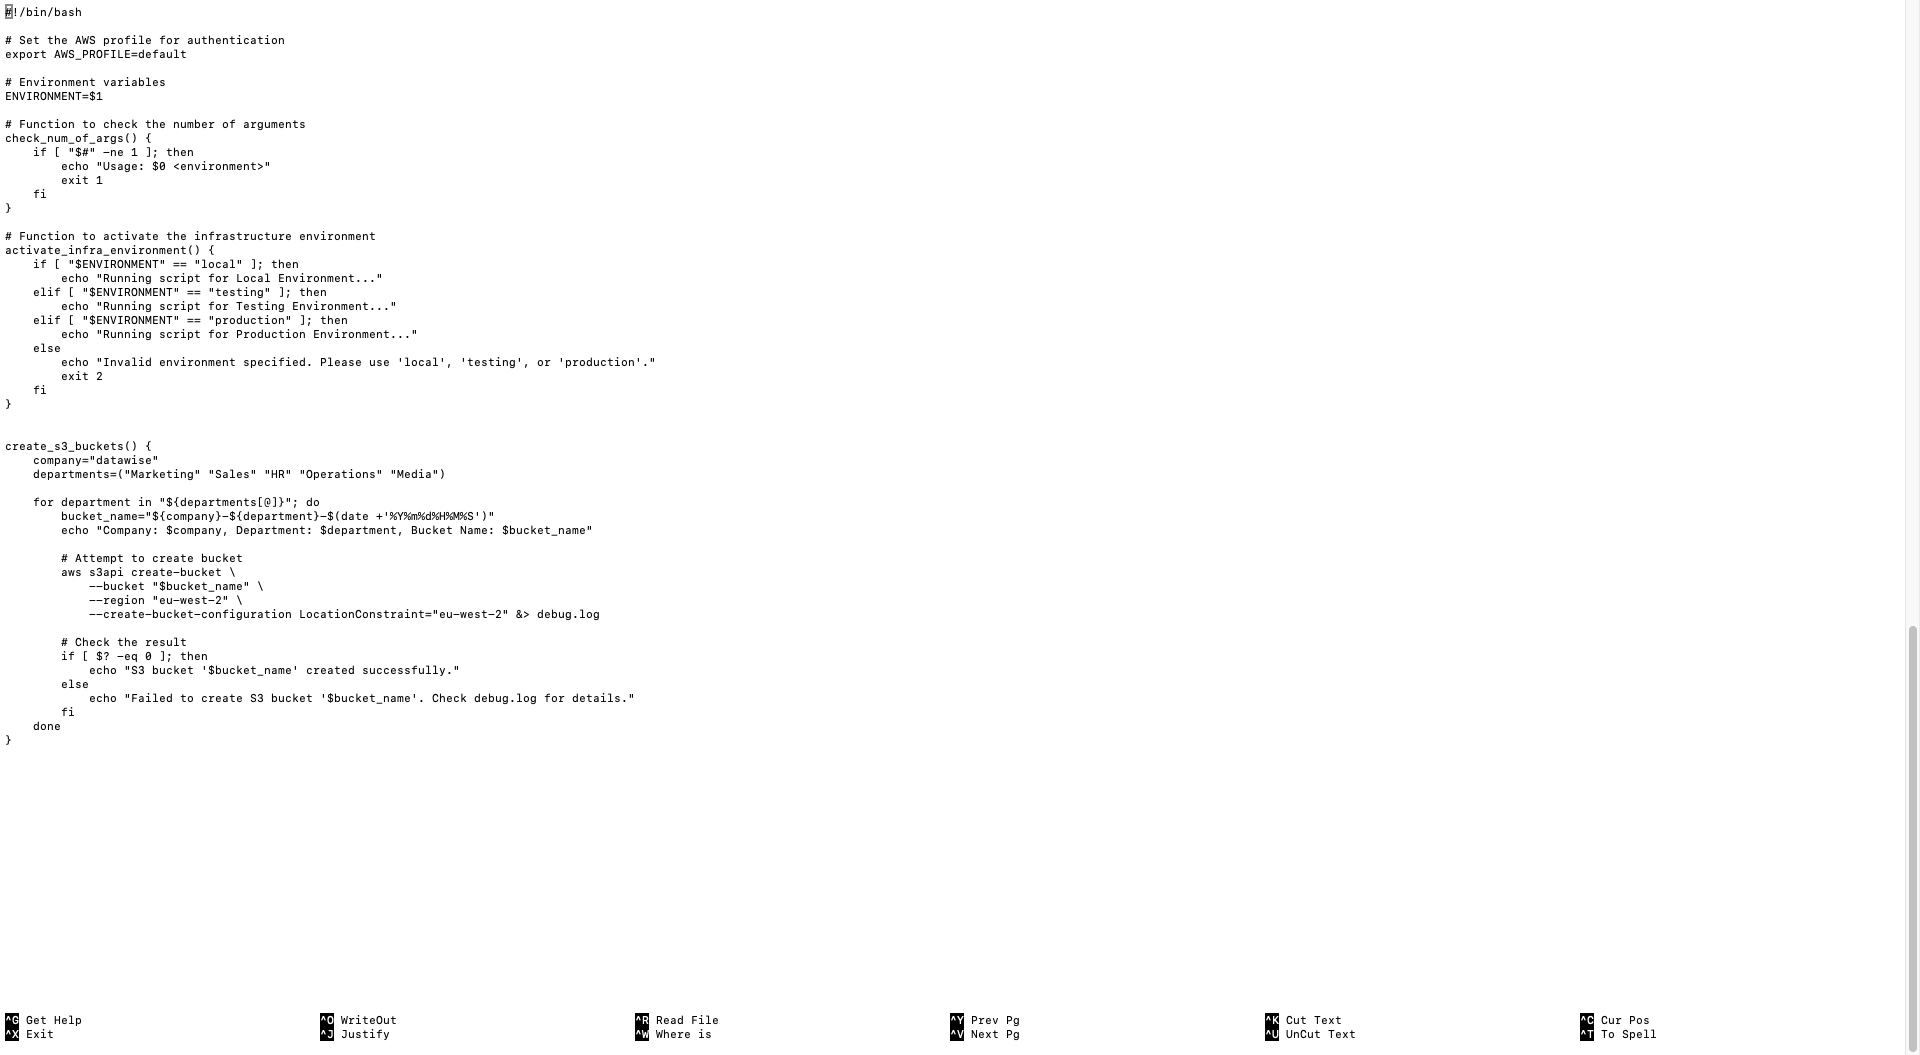 #!/bin/bash

# Set the AWS profile for authentication
export AWS_PROFILE=default

# Environment variables
ENVIRONMENT=$1

# Function to check the number of arguments
check_num_of_args() {
    if [ "$#" -ne 1 ]; then
        echo "Usage: $0 <environment>"
        exit 1
    fi
}

# Function to activate the infrastructure environment
activate_infra_environment() {
    if [ "$ENVIRONMENT" == "local" ]; then
        echo "Running script for Local Environment..."
    elif [ "$ENVIRONMENT" == "testing" ]; then
        echo "Running script for Testing Environment..."
    elif [ "$ENVIRONMENT" == "production" ]; then
        echo "Running script for Production Environment..."
    else
        echo "Invalid environment specified. Please use 'local', 'testing', or 'production'."
        exit 2
    fi
}


create_s3_buckets() {
    company="datawise"
    departments=("Marketing" "Sales" "HR" "Operations" "Media")

    for department in "${departments[@]}"; do
        bucket_name="${company}-${department}-$(date +'%Y%m%d%H%M%S')"
        echo "Company: $company, Department: $department, Bucket Name: $bucket_name"

        # Attempt to create bucket
        aws s3api create-bucket \
            --bucket "$bucket_name" \
            --region "eu-west-2" \
            --create-bucket-configuration LocationConstraint="eu-west-2" &> debug.log

        # Check the result
        if [ $? -eq 0 ]; then
            echo "S3 bucket '$bucket_name' created successfully."
        else
            echo "Failed to create S3 bucket '$bucket_name'. Check debug.log for details."
        fi
    done
}

^G Get Help ^O WriteOut ^R Read File ^Y Prev Pg ^K Cut Text ^C Cur Pos
^X Exit ^J Justify ^W Where is ^V Next Pg ^U UnCut Text ^T To Spell